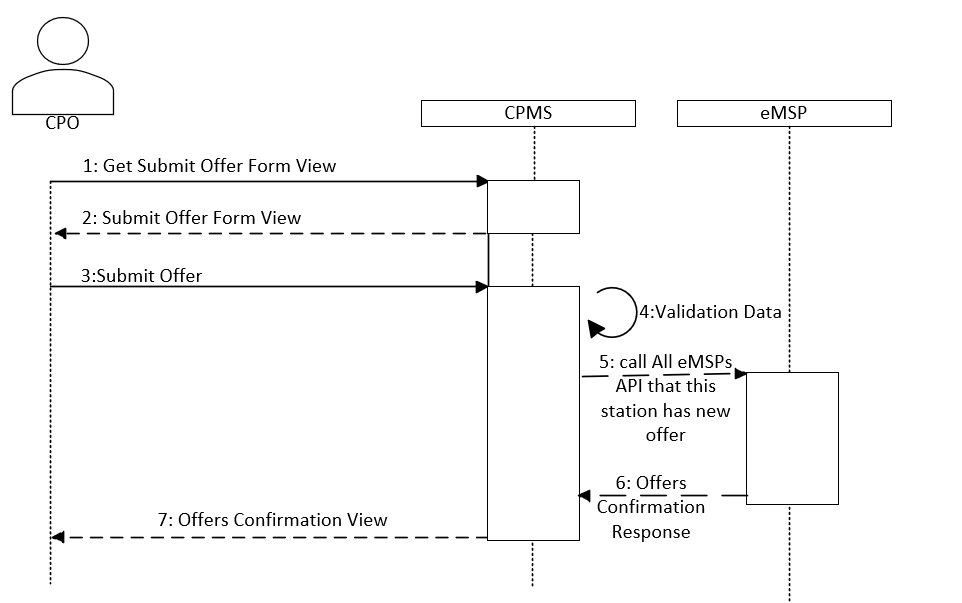 CPO
CPMS
eMSP
1: Get Submit Offer Form View
2: Submit Offer Form View
3:Submit Offer
4:Validation Data
5: call All eMSPs
API that this
station has new
offer
6: Offers
Confirmation
Response
7: Offers Confirmation View